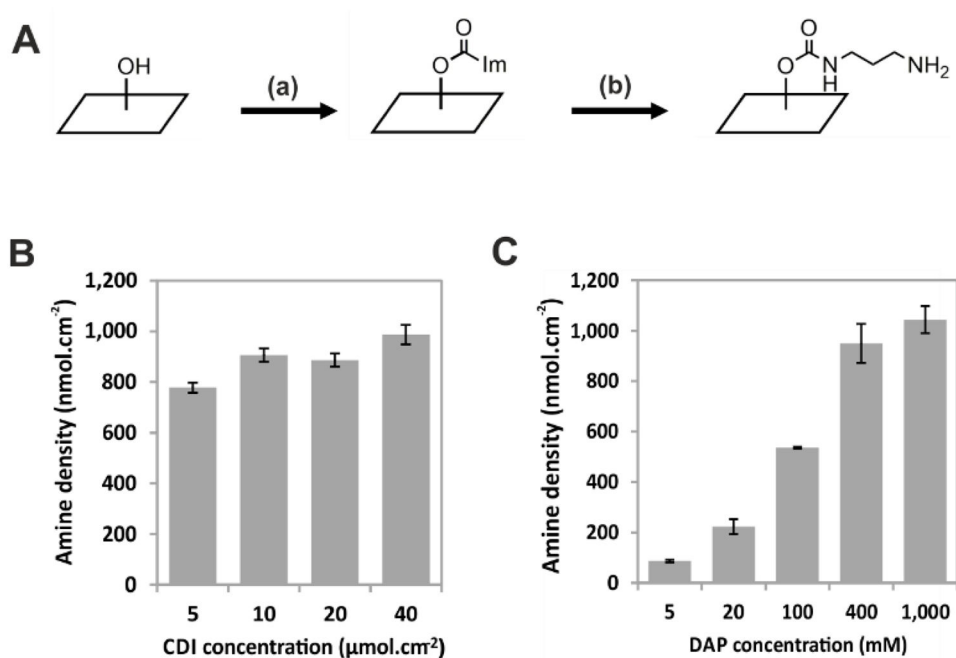 A
OH
(a)
O
O
Im
(b)
O
O
N
H
NH2
B
Amine density (nmol.cm-2)
1,200
1,000
800
600
400
200
0
5 10 20 40
CDI concentration (µmol.cm-2)
C
Amine density (nmol.cm-2)
1,200
1,000
800
600
400
200
0
5 20 100 400 1,000
DAP concentration (mM)